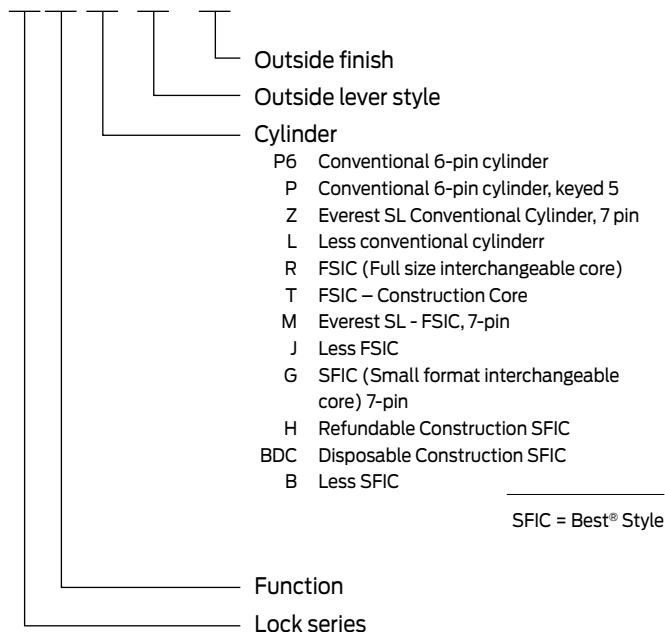 Outside finish
Outside lever style
Cylinder
P6 Conventional 6-pin cylinder
P Conventional 6-pin cylinder, keyed 5
Z Everest SL Conventional Cylinder, 7 pin
L Less conventional cylinderr
R FSIC (Full size interchangeable core)
T FSIC – Construction Core
M Everest SL - FSIC, 7-pin
J Less FSIC
G SFIC (Small format interchangeable
core) 7-pin
H Refundable Construction SFIC
BDC Disposable Construction SFIC
B Less SFIC
SFIC = Best® Style
Function
Lock series